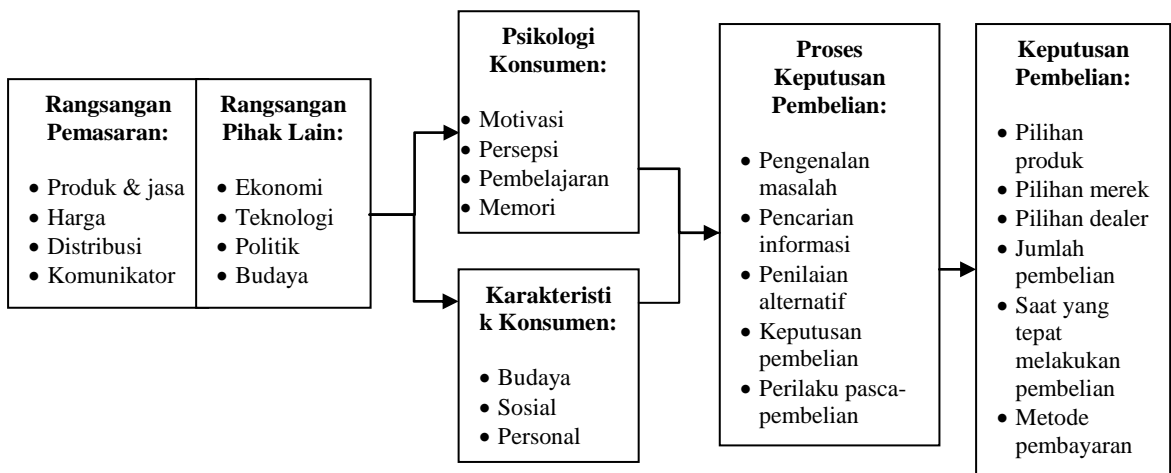 Rangsangan
Pemasaran:
• Produk & jasa
• Harga
• Distribusi
• Komunikator
Rangsangan
Pihak Lain:
• Ekonomi
• Teknologi
• Politik
• Budaya
Psikologi
Konsumen:
• Motivasi
• Persepsi
• Pembelajaran
• Memori
Karakteristi
k Konsumen:
• Budaya
• Sosial
• Personal
Proses
Keputusan
Pembelian:
• Pengenalan
masalah
• Pencarian
informasi
• Penilaian
alternatif
• Keputusan
pembelian
• Perilaku pasca-
pembelian
Keputusan
Pembelian:
• Pilihan
produk
• Pilihan merek
• Pilihan dealer
• Jumlah
pembelian
• Saat yang
tepat
melakukan
pembelian
• Metode
pembayaran